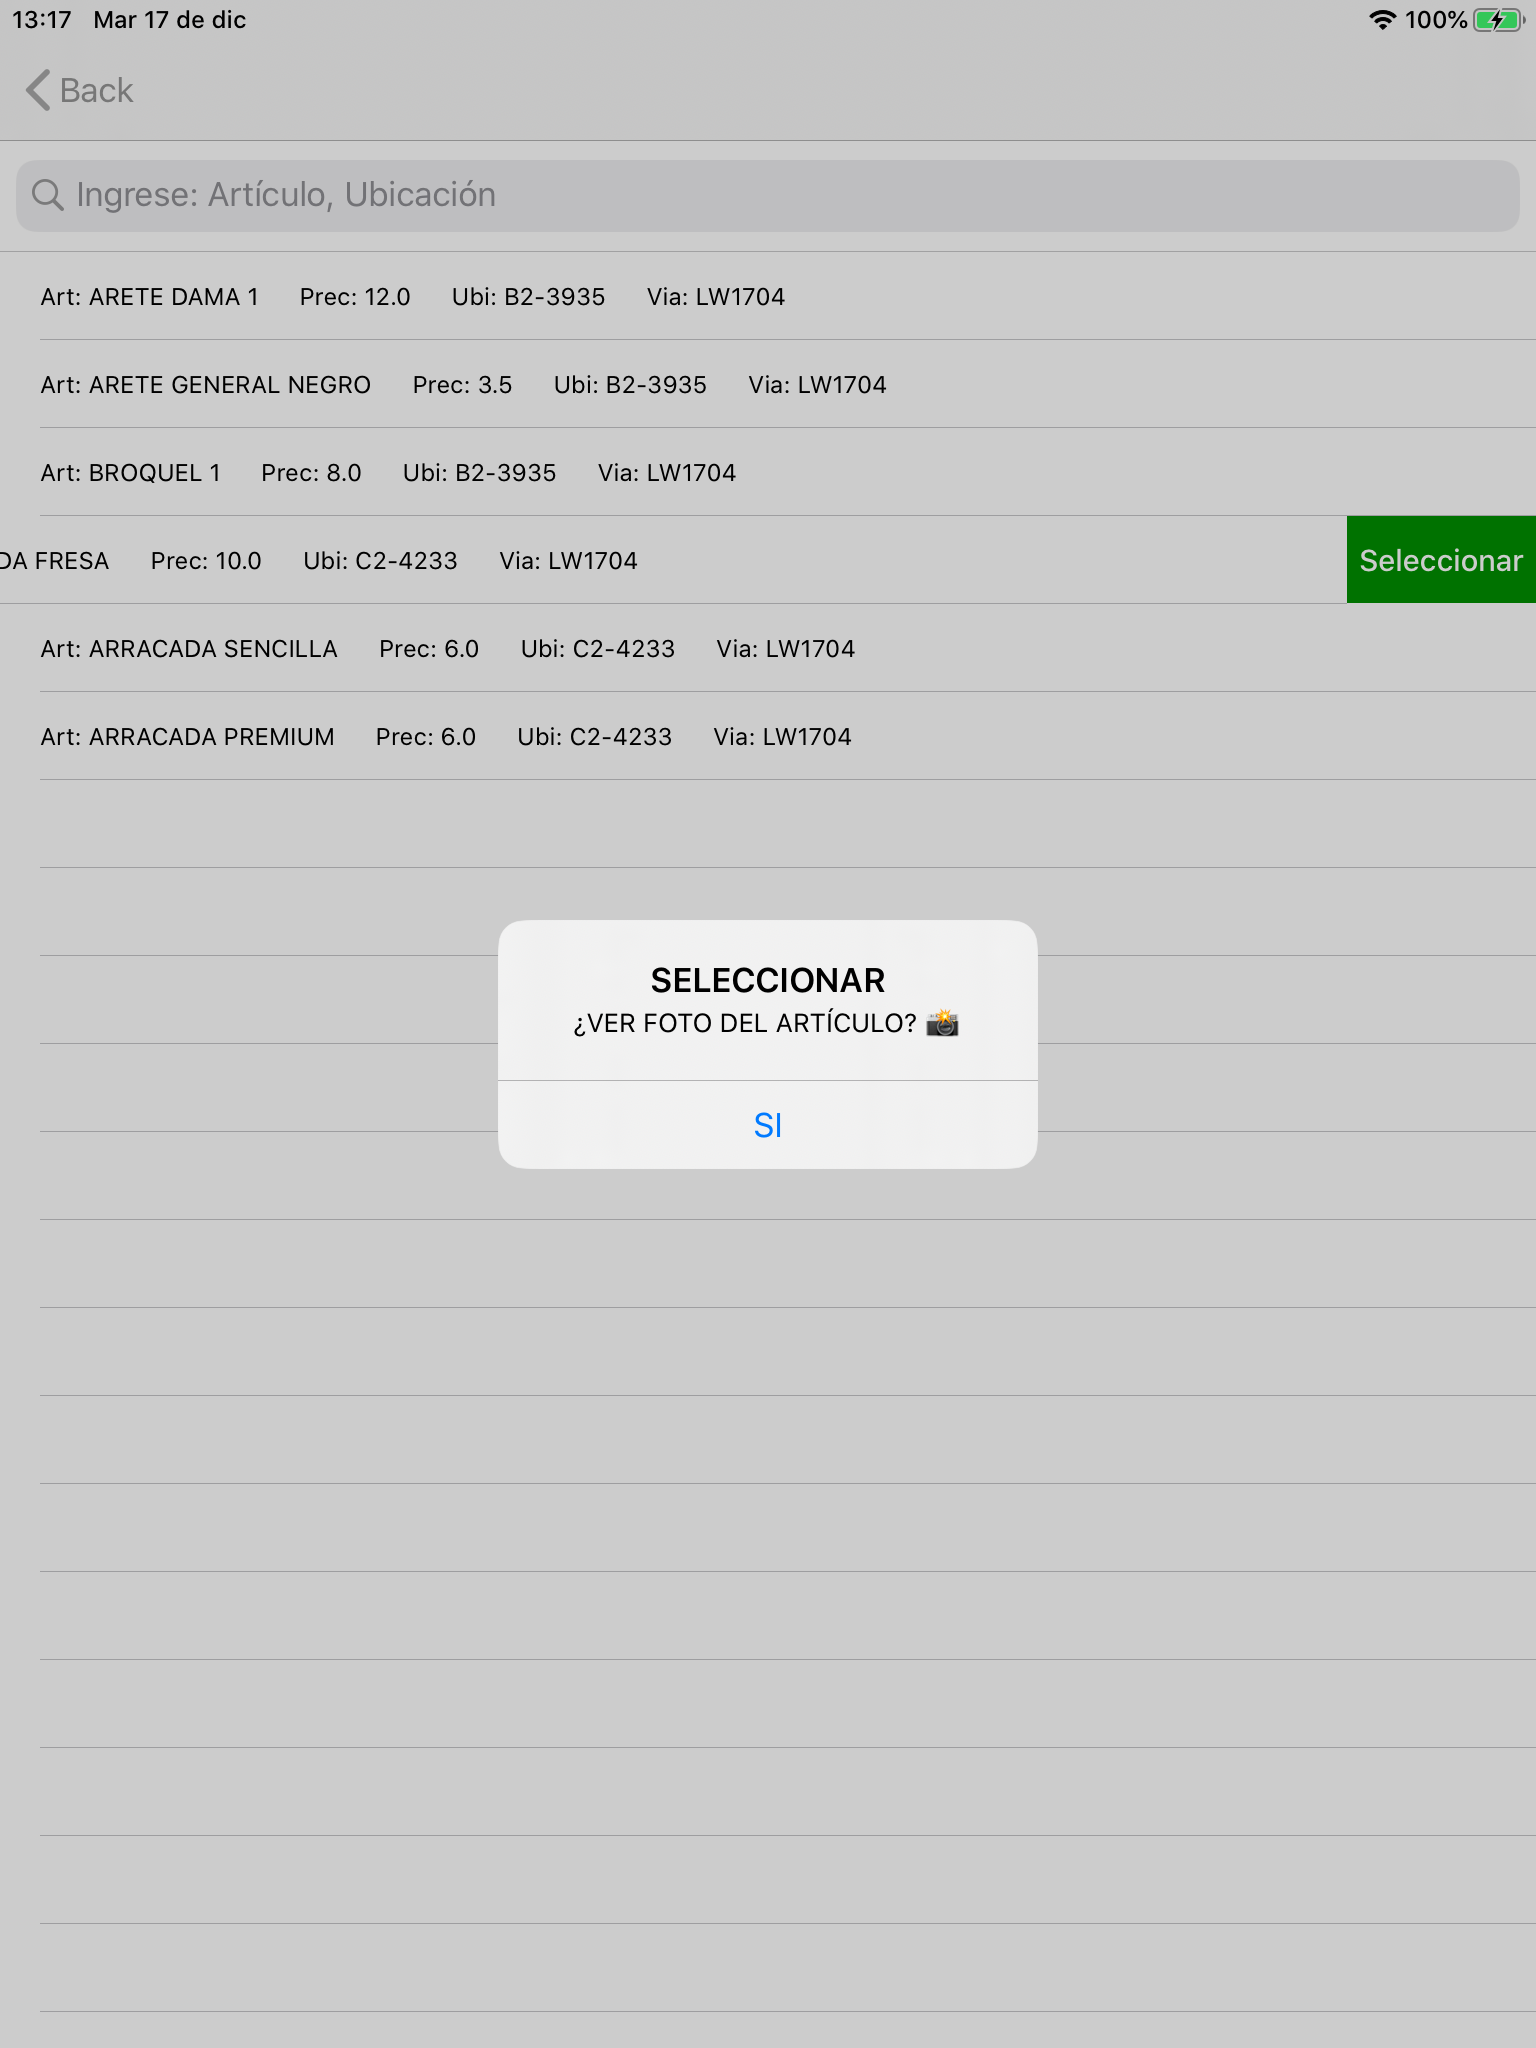 13:17 Mar 17 de dic 100%
Back
Ingrese: Artículo, Ubicación
Art: ARETE DAMA 1 Prec: 12.0 Ubi: B2-3935 Via: LW1704
Art: ARETE GENERAL NEGRO Prec: 3.5 Ubi: B2-3935 Via: LW1704
Art: BROQUEL 1 Prec: 8.0 Ubi: B2-3935 Via: LW1704
DA FRESA Prec: 10.0 Ubi: C2-4233 Via: LW1704 Seleccionar
Art: ARRACADA SENCILLA Prec: 6.0 Ubi: C2-4233 Via: LW1704
Art: ARRACADA PREMIUM Prec: 6.0 Ubi: C2-4233 Via: LW1704
SELECCIONAR
¿VER FOTO DEL ARTÍCULO? 📸
SI